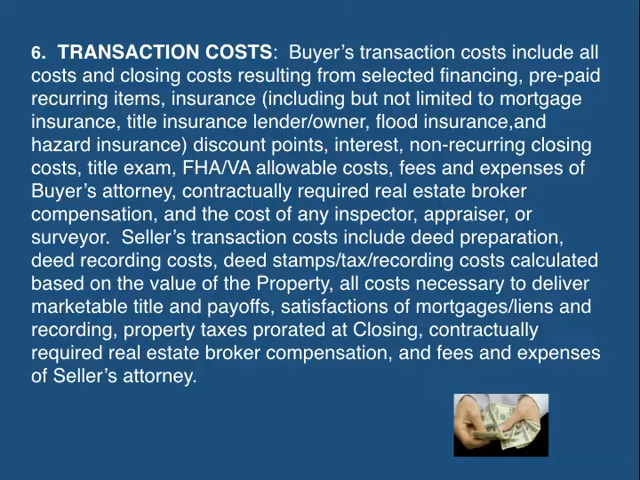 6.  TRANSACTION COSTS:  Buyer's transaction costs include all
costs and closing costs resulting from selected financing, pre-paid
recurring items, insurance (including but not limited to mortgage
insurance, title insurance lender/owner, flood insurance,and
hazard insurance) discount points, interest, non-recurring closing
costs, title exam, FHA/VA allowable costs, fees and expenses of
Buyer's attorney, contractually required real estate broker
compensation, and the cost of any inspector, appraiser, or
surveyor.  Seller's transaction costs include deed preparation,
deed recording costs, deed stamps/tax/recording costs calculated
based on the value of the Property, all costs necessary to deliver
marketable title and payoffs, satisfactions of mortgages/liens and
recording, property taxes prorated at Closing, contractually
required real estate broker compensation, and fees and expenses
of Seller's attorney.